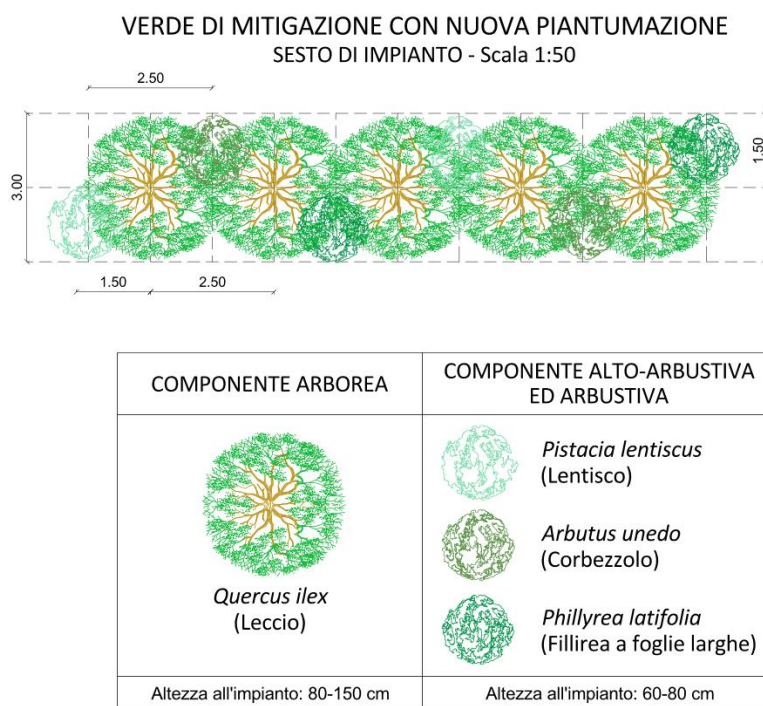 VERDE DI MITIGAZIONE CON NUOVA PIANTUMAZIONE
SESTO DI IMPIANTO - Scala 1:50
2.50
3.00
1.50
1.50
2.50
COMPONENTE ARBOREA
COMPONENTE ALTO-ARBUSTIVA
ED ARBUSTIVA
Quercus ilex
(Leccio)
Pistacia lentiscus
(Lentisco)
Arbutus unedo
(Corbezzolo)
Phillyrea latifolia
(Fillirea a foglie larghe)
Altezza all'impianto: 80-150 cm
Altezza all'impianto: 60-80 cm